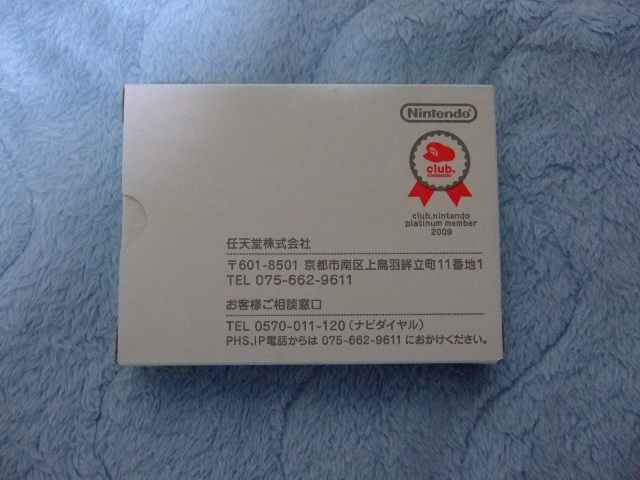 Nintendo
club.
nintendo
club.nintendo
platinum member
2009
任天堂株式会社
〒601-8501 京都市南区上鳥羽鉾立町11番地1
TEL 075-662-9611
お客様ご相談窓口
TEL 0570-011-120（ナビダイヤル）
PHS、IP電話からは 075-662-9611 におかけください。